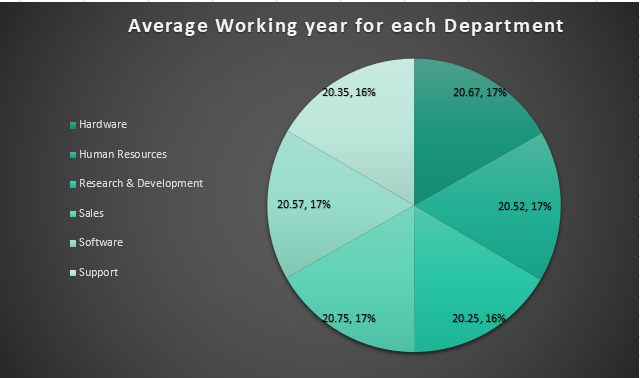 Average Working year for each Department
Hardware
Human Resources
Research & Development
Sales
Software
Support
20.67, 17%
20.52, 17%
20.25, 16%
20.75, 17%
20.57, 17%
20.35, 16%